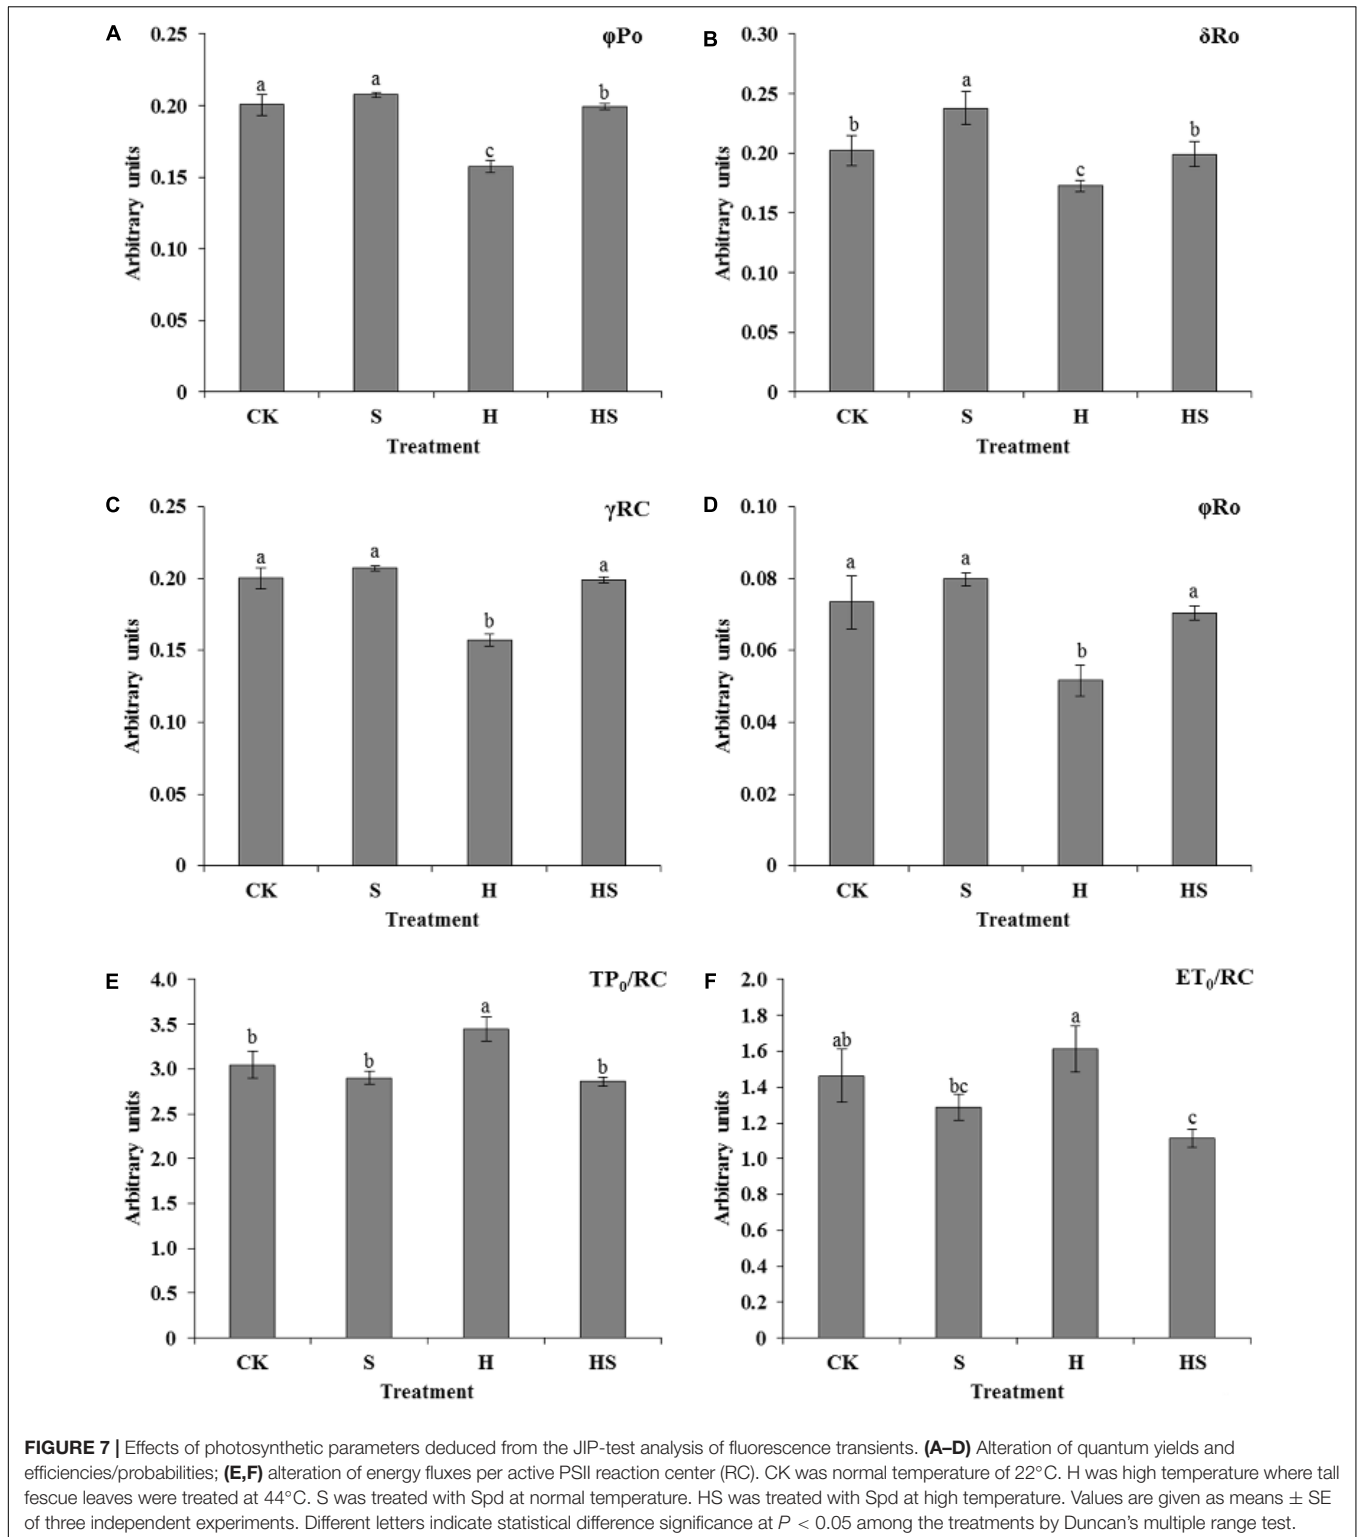 A
φPo
0.25
0.20
0.15
0.10
0.05
0
Arbitrary units
a
a
c
b
CK S H HS
Treatment
B
δRo
0.30
0.25
0.20
0.15
0.10
0.05
0
Arbitrary units
b
a
c
b
CK S H HS
Treatment
C
γRC
0.25
0.20
0.15
0.10
0.05
0
Arbitrary units
a
a
b
a
CK S H HS
Treatment
D
φRo
0.10
0.08
0.06
0.04
0.02
0
Arbitrary units
a
a
b
a
CK S H HS
Treatment
E
TP₀/RC
4.0
3.5
3.0
2.5
2.0
1.5
1.0
0.5
0
Arbitrary units
b
b
a
b
CK S H HS
Treatment
F
ET₀/RC
2.0
1.8
1.6
1.4
1.2
1.0
0.8
0.6
0.4
0.2
0
Arbitrary units
ab
bc
a
c
CK S H HS
Treatment
FIGURE 7 | Effects of photosynthetic parameters deduced from the JIP-test analysis of fluorescence transients. (A–D) Alteration of quantum yields and
efficiencies/probabilities; (E,F) alteration of energy fluxes per active PSII reaction center (RC). CK was normal temperature of 22°C. H was high temperature where tall
fescue leaves were treated at 44°C. S was treated with Spd at normal temperature. HS was treated with Spd at high temperature. Values are given as means ± SE
of three independent experiments. Different letters indicate statistical difference significance at P < 0.05 among the treatments by Duncan's multiple range test.